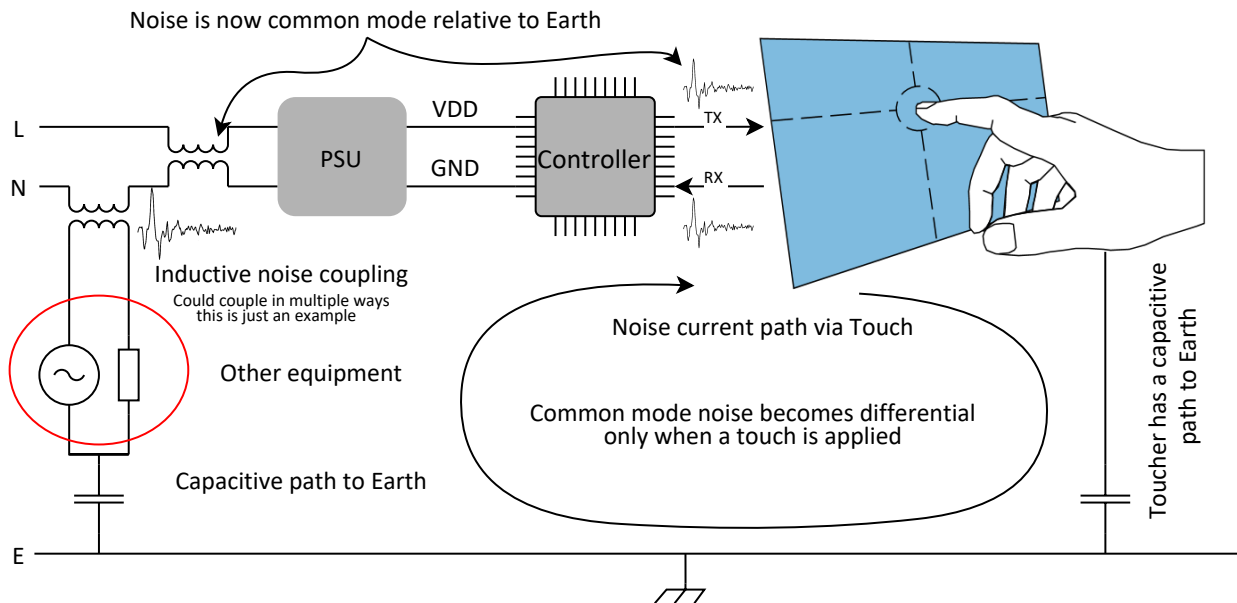 Noise is now common mode relative to Earth
L
N
E
PSU
VDD
GND
Controller
TX
RX
Inductive noise coupling
Could couple in multiple ways
this is just an example
Other equipment
Capacitive path to Earth
Noise current path via Touch
Common mode noise becomes differential
only when a touch is applied
Toucher has a capacitive
path to Earth